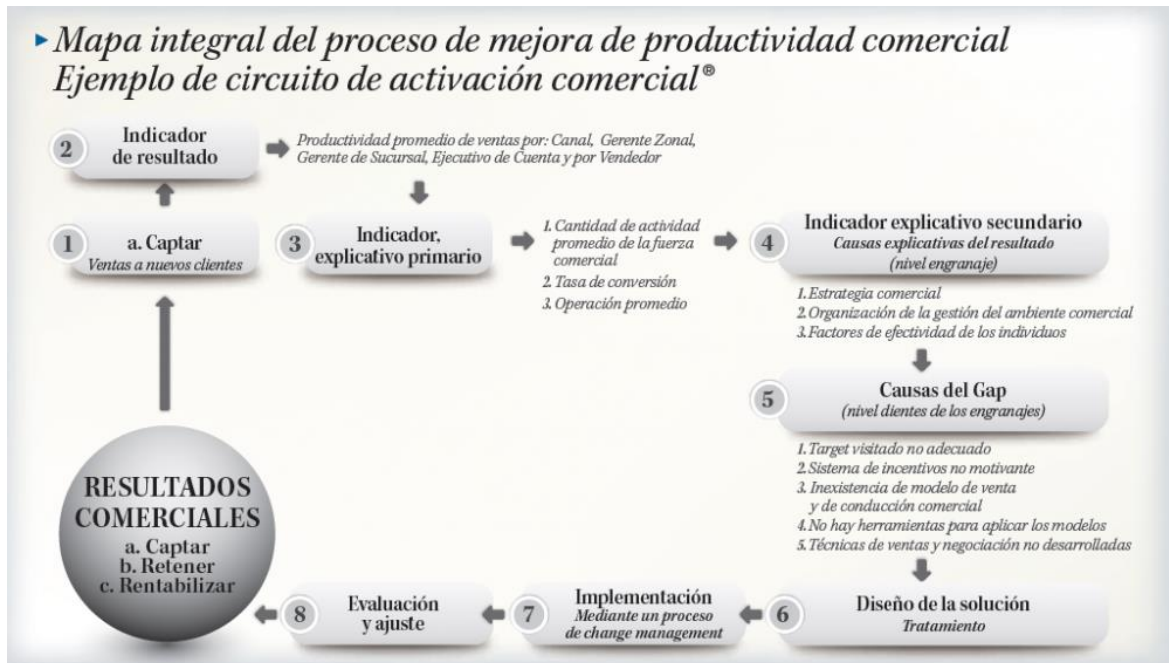 Mapa integral del proceso de mejora de productividad comercial
Ejemplo de circuito de activación comercial®
2
Indicador
de resultado
Productividad promedio de ventas por: Canal, Gerente Zonal,
Gerente de Sucursal, Ejecutivo de Cuenta y por Vendedor
1
a. Captar
Ventas a nuevos clientes
3
Indicador,
explicativo primario
1. Cantidad de actividad
promedio de la fuerza
comercial
2. Tasa de conversión
3. Operación promedio
4
Indicador explicativo secundario
Causas explicativas del resultado
(nivel engranaje)
1. Estrategia comercial
2. Organización de la gestión del ambiente comercial
3. Factores de efectividad de los individuos
5
Causas del Gap
(nivel dientes de los engranajes)
1. Target visitado no adecuado
2. Sistema de incentivos no motivante
3. Inexistencia de modelo de venta
y de conducción comercial
4. No hay herramientas para aplicar los modelos
5. Técnicas de ventas y negociación no desarrolladas
6
Diseño de la solución
Tratamiento
7
Implementación
Mediante un proceso
de change management
8
Evaluación
y ajuste
RESULTADOS
COMERCIALES
a. Captar
b. Retener
c. Rentabilizar